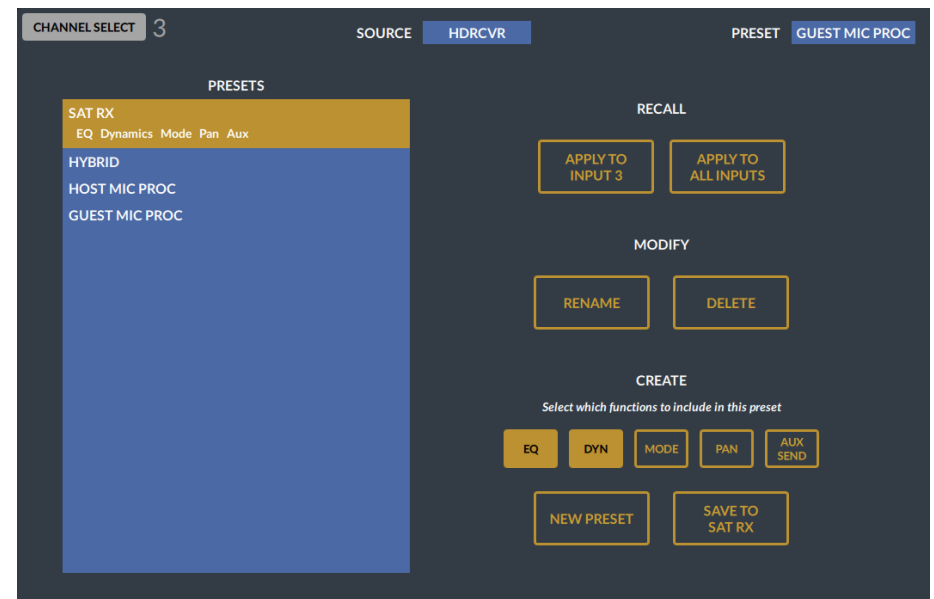 CHANNEL SELECT 3 SOURCE HDRCVR PRESET GUEST MIC PROC
PRESETS
SAT RX
EQ Dynamics Mode Pan Aux
HYBRID
HOST MIC PROC
GUEST MIC PROC
RECALL
APPLY TO
INPUT 3
APPLY TO
ALL INPUTS
MODIFY
RENAME
DELETE
CREATE
Select which functions to include in this preset
EQ
DYN
MODE
PAN
AUX
SEND
NEW PRESET
SAVE TO
SAT RX